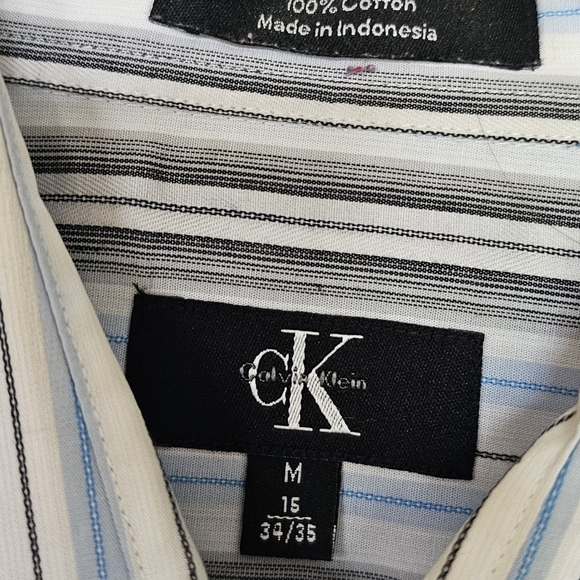 100% Cotton
Made in Indonesia
cK
Calvin Klein
M
15
34/35